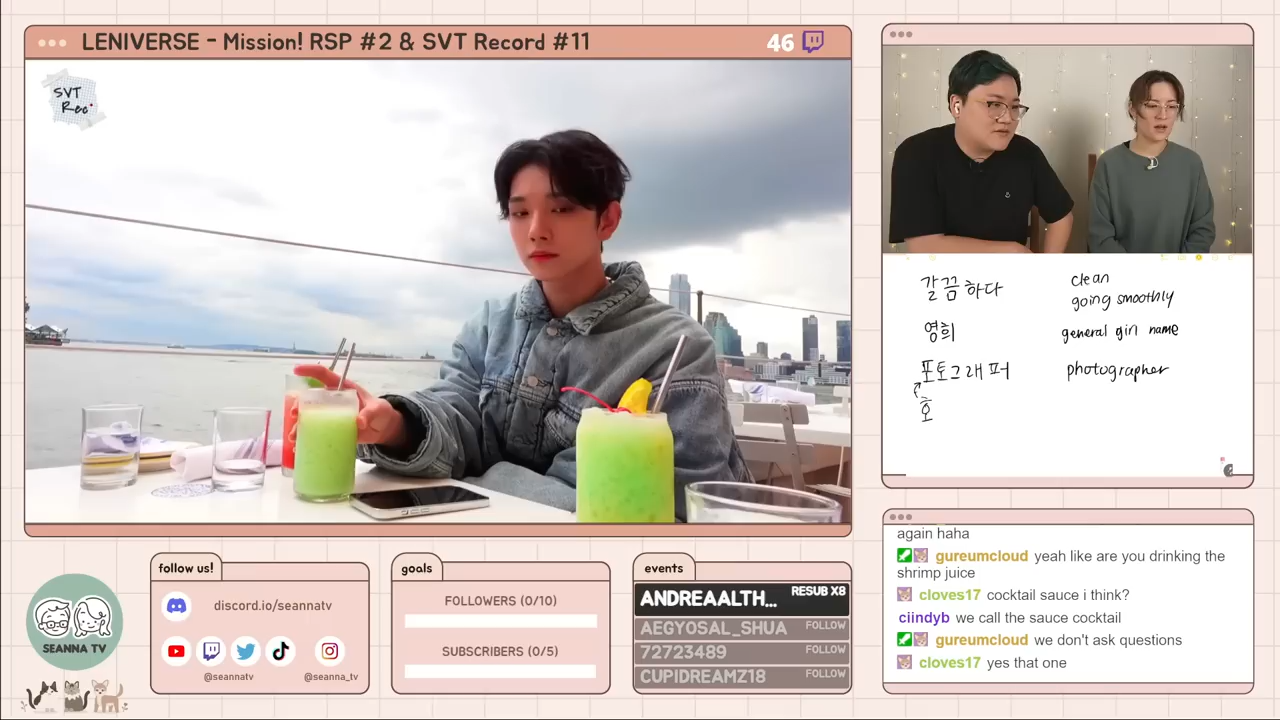 LENIVERSE - Mission! RSP #2 & SVT Record #11
46
SVT
Rec
갈끔하다 clean
going smoothly
영희 general girl name
포토그래퍼 photographer
호
again haha
gureumcloud yeah like are you drinking the
shrimp juice
cloves17 cocktail sauce i think?
ciindyb we call the sauce cocktail
gureumcloud we don't ask questions
cloves17 yes that one
follow us!
discord.io/seannatv
@seannatv
@seanna_tv
SEANNA TV
goals
FOLLOWERS (0/10)
SUBSCRIBERS (0/5)
events
ANDREAALTH... RESUB X8
AEGYOSAL_SHUA FOLLOW
72723489 FOLLOW
CUPIDREAMZ18 FOLLOW